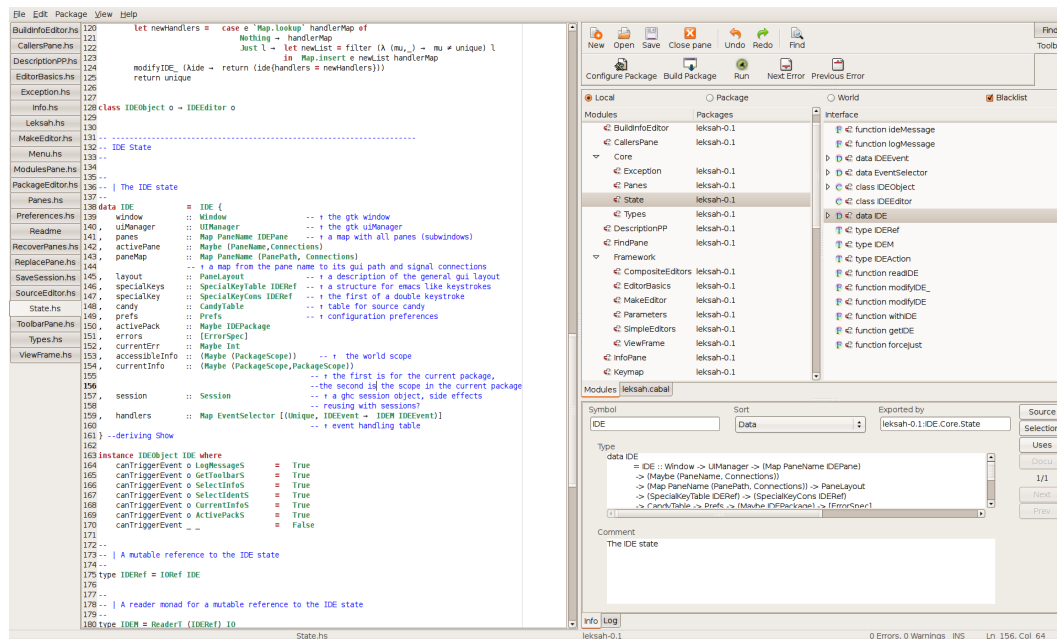 File Edit Package View Help
BuildInfoEditor.hs
CallersPane.hs
DescriptionPP.hs
EditorBasics.hs
Exception.hs
Info.hs
Leksah.hs
MakeEditor.hs
Menu.hs
ModulesPane.hs
PackageEditor.hs
Panes.hs
Preferences.hs
Readme
RecoverPanes.hs
ReplacePane.hs
SaveSession.hs
SourceEditor.hs
State.hs
ToolbarPane.hs
Types.hs
ViewFrame.hs
120 let newHandlers = case e `Map.lookup` handlerMap of
121 Nothing → handlerMap
122 Just l → let newList = filter (λ (mu,_) → mu ≠ unique) l
123 in Map.insert e newList handlerMap
124 modifyIDE_ (λide → return (ide{handlers = newHandlers}))
125 return unique
126
127
128 class IDEObject o → IDEEditor o
129
130
131 -- ---------------------------------------------------------------------
132 -- IDE State
133 --
134
135 --
136 -- | The IDE state
137 --
138 data IDE = IDE {
139 window :: Window -- ↑ the gtk window
140 , uiManager :: UIManager -- ↑ the gtk uiManager
141 , panes :: Map PaneName IDEPane -- ↑ a map with all panes (subwindows)
142 , activePane :: Maybe (PaneName,Connections)
143 , paneMap :: Map PaneName (PanePath, Connections)
144 -- ↑ a map from the pane name to its gui path and signal connections
145 , layout :: PaneLayout -- ↑ a description of the general gui layout
146 , specialKeys :: SpecialKeyTable IDERef -- ↑ a structure for emacs like keystrokes
147 , specialKey :: SpecialKeyCons IDERef -- ↑ the first of a double keystroke
148 , candy :: CandyTable -- ↑ table for source candy
149 , prefs :: Prefs -- ↑ configuration preferences
150 , activePack :: Maybe IDEPackage
151 , errors :: [ErrorSpec]
152 , currentErr :: Maybe Int
153 , accessibleInfo :: (Maybe (PackageScope)) -- ↑ the world scope
154 , currentInfo :: (Maybe (PackageScope,PackageScope))
155 -- ↑ the first is for the current package,
156 --the second is the scope in the current package
157 , session :: Session -- ↑ a ghc session object, side effects
158 -- reusing with sessions?
159 , handlers :: Map EventSelector [(Unique, IDEEvent → IDEM IDEEvent)]
160 -- ↑ event handling table
161 } --deriving Show
162
163 instance IDEObject IDE where
164 canTriggerEvent o LogMessageS = True
165 canTriggerEvent o GetToolbarS = True
166 canTriggerEvent o SelectInfoS = True
167 canTriggerEvent o SelectIdentS = True
168 canTriggerEvent o CurrentInfoS = True
169 canTriggerEvent o ActivePackS = True
170 canTriggerEvent _ _ = False
171
172 --
173 -- | A mutable reference to the IDE state
174 --
175 type IDERef = IORef IDE
176
177 --
178 -- | A reader monad for a mutable reference to the IDE state
179 --
180 type IDEM = ReaderT (IDERef) IO
New Open Save Close pane Undo Redo Find
Configure Package Build Package Run Next Error Previous Error
Find
Toolb
Local Package World Blacklist
Modules Packages
BuildInfoEditor leksah-0.1
CallersPane leksah-0.1
Core
Exception leksah-0.1
Panes leksah-0.1
State leksah-0.1
Types leksah-0.1
DescriptionPP leksah-0.1
FindPane leksah-0.1
Framework
CompositeEditors leksah-0.1
EditorBasics leksah-0.1
MakeEditor leksah-0.1
Parameters leksah-0.1
SimpleEditors leksah-0.1
ViewFrame leksah-0.1
InfoPane leksah-0.1
Keymap leksah-0.1
Interface
function ideMessage
function logMessage
D data IDEEvent
D data EventSelector
C class IDEObject
C class IDEEditor
D data IDE
T type IDERef
T type IDEM
T type IDEAction
function readIDE
function modifyIDE_
function modifyIDE
function withIDE
function getIDE
function forceJust
Modules leksah.cabal
Symbol Sort Exported by
IDE Data leksah-0.1:IDE.Core.State
Type
data IDE
= IDE :: Window -> UIManager -> (Map PaneName IDEPane)
-> (Maybe (PaneName, Connections))
-> (Map PaneName (PanePath, Connections)) -> PaneLayout
-> (SpecialKeyTable IDERef) -> (SpecialKeyCons IDERef)
-> CandyTable -> Prefs -> (Maybe IDEPackage) -> [ErrorSpec]
Comment
The IDE state
Source
Selection
Uses
Docu
1/1
Next
Prev
Info Log
State.hs leksah-0.1 0 Errors, 0 Warnings INS Ln 156, Col 64